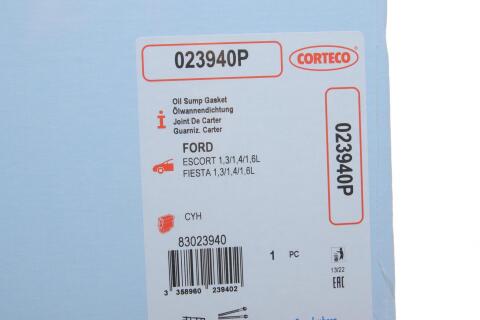 023940P
CORTECO
Oil Sump Gasket
Ölwannendichtung
Joint De Carter
Guarniz. Carter
FORD
ESCORT 1,3/1,4/1,6L
FIESTA 1,3/1,4/1,6L
023940P
CYH
83023940
1 PC
13/22
EAC
3 358960 239402